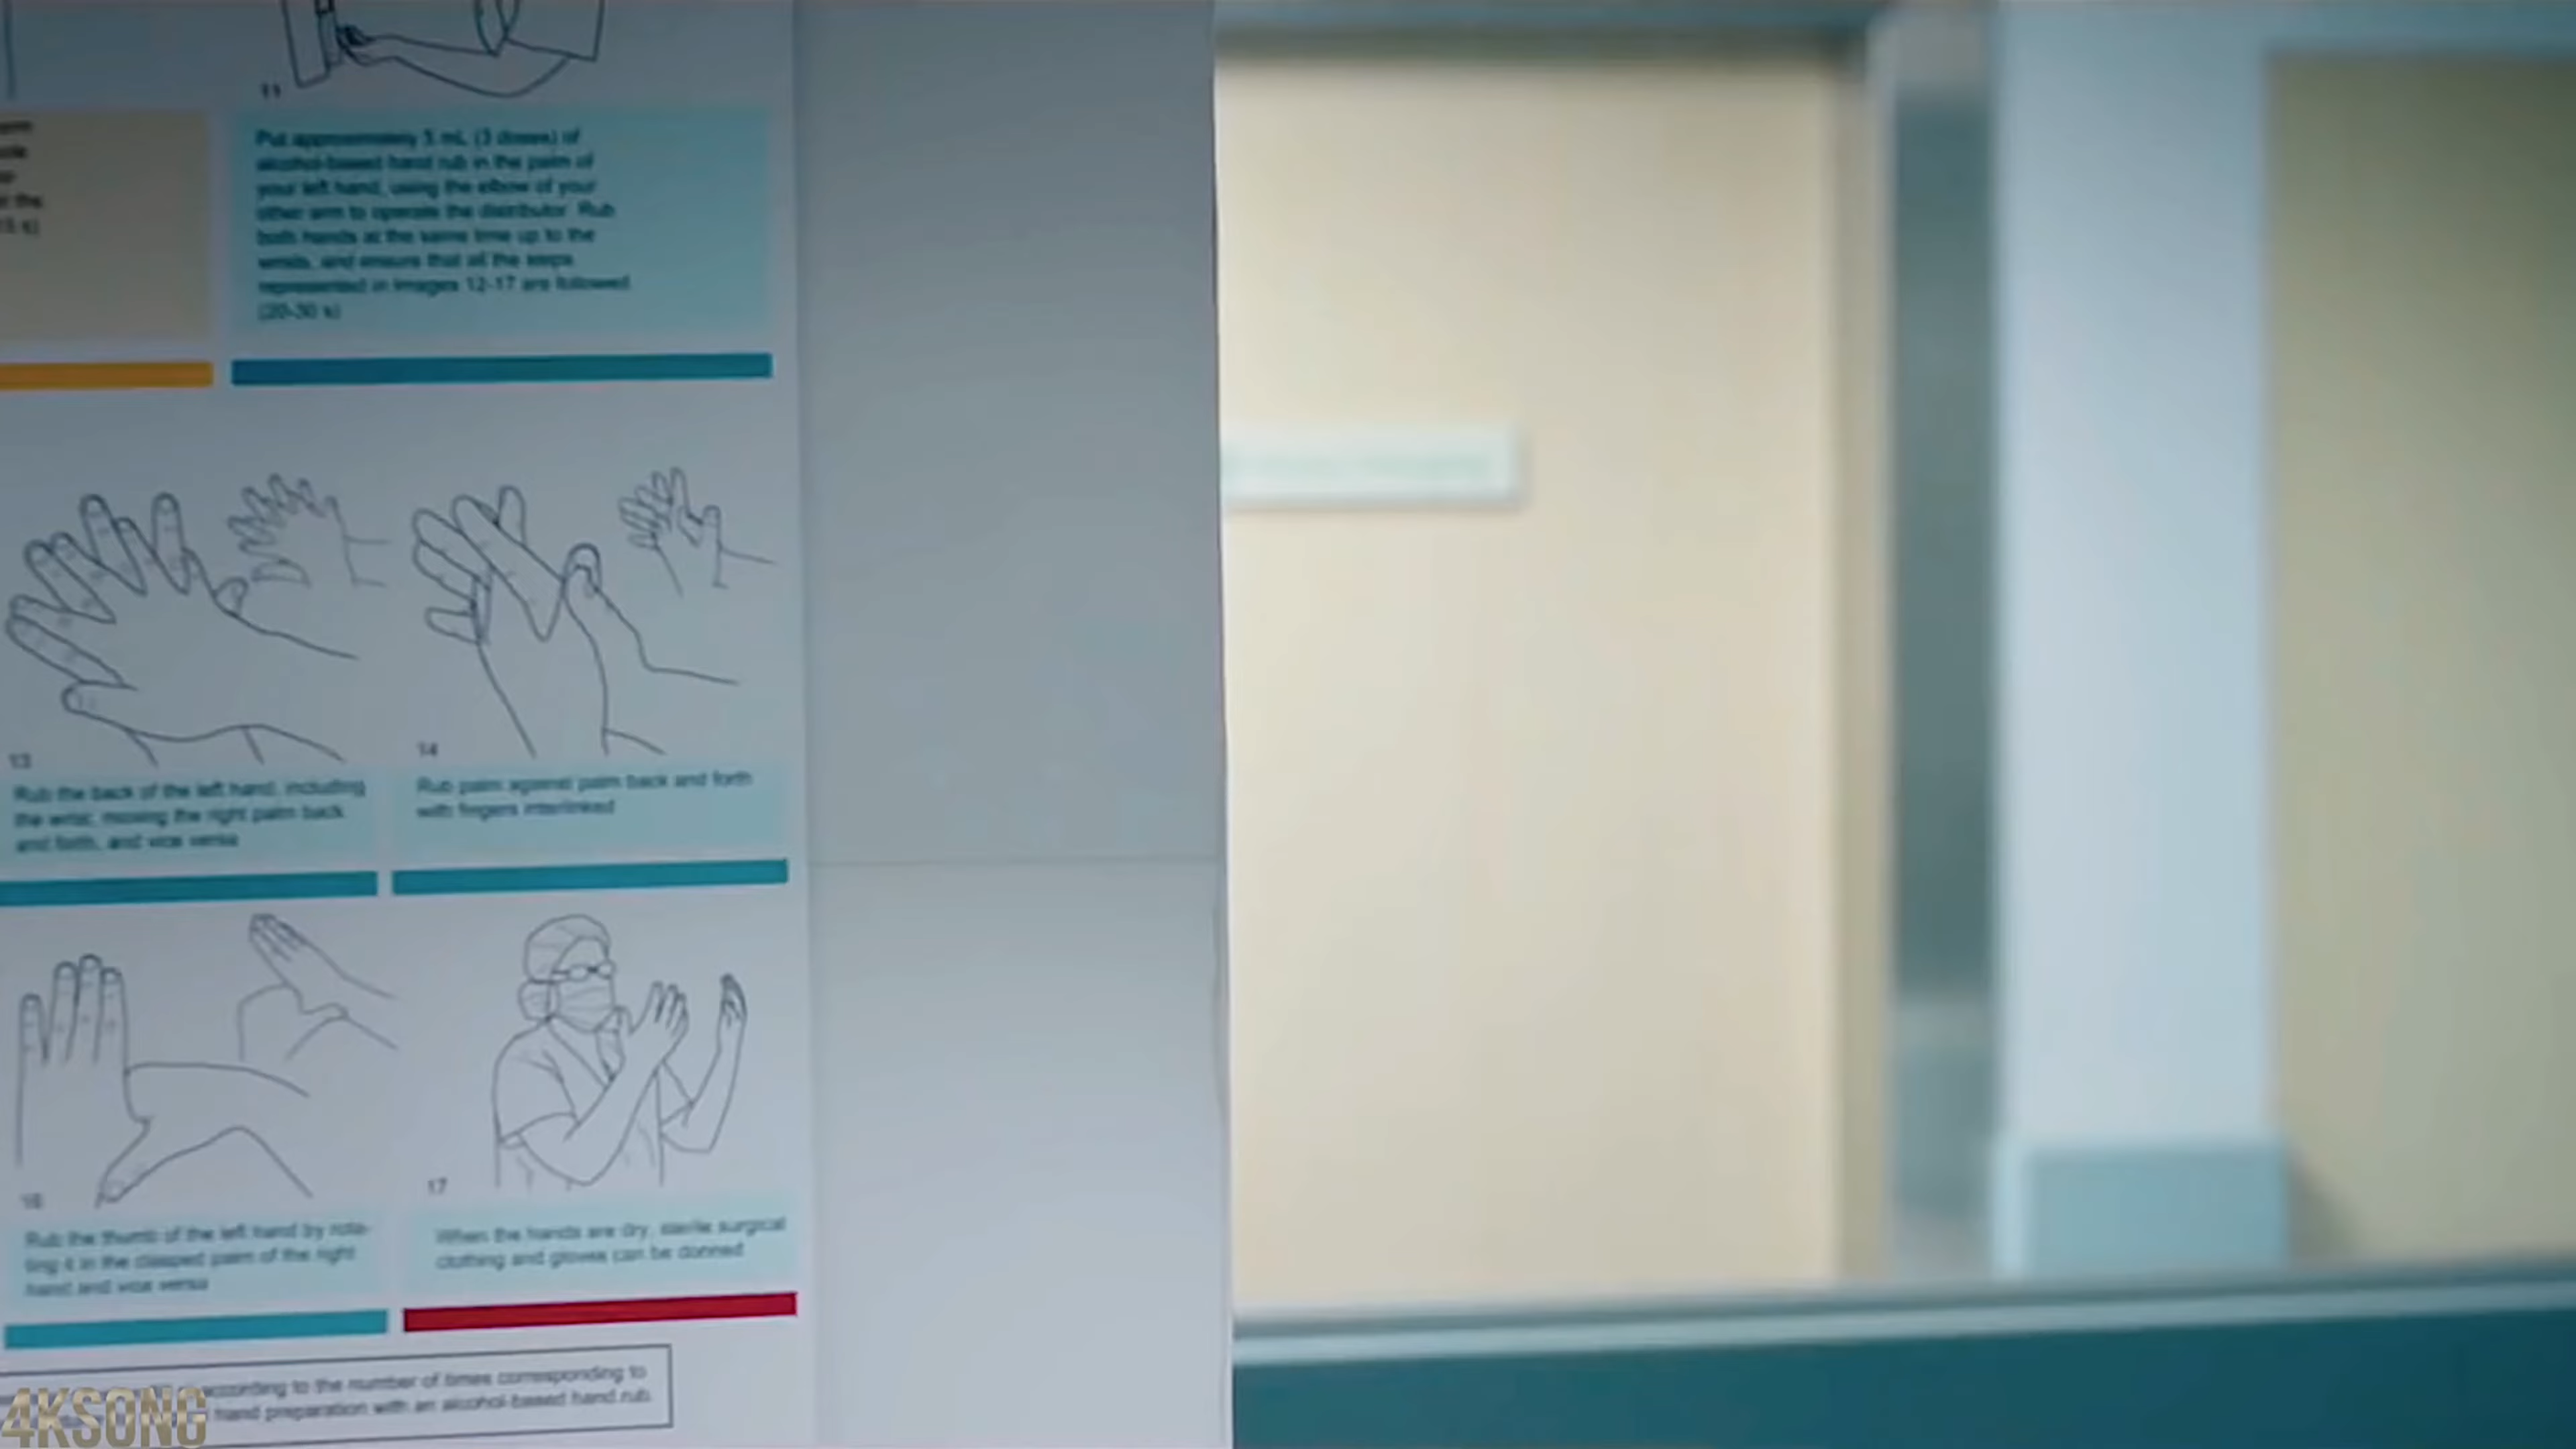 11
Put approximately 5 mL (3 doses) of
alcohol-based hand rub in the palm of
your left hand, using the elbow of your
other arm to operate the distributor. Rub
both hands at the same time up to the
wrists, and ensure that all the steps
represented in images 12-17 are followed
(20-30 s)
t the
13
Rub the back of the left hand, including
the wrist, moving the right palm back
and forth, and vice versa
14
Rub palm against palm back and forth
with fingers interlinked
16
Rub the thumb of the left hand by rota-
ting it in the clasped palm of the right
hand and vice versa
17
When the hands are dry, sterile surgical
clothing and gloves can be donned
according to the number of times corresponding to
hand preparation with an alcohol-based hand rub.
4KSONG